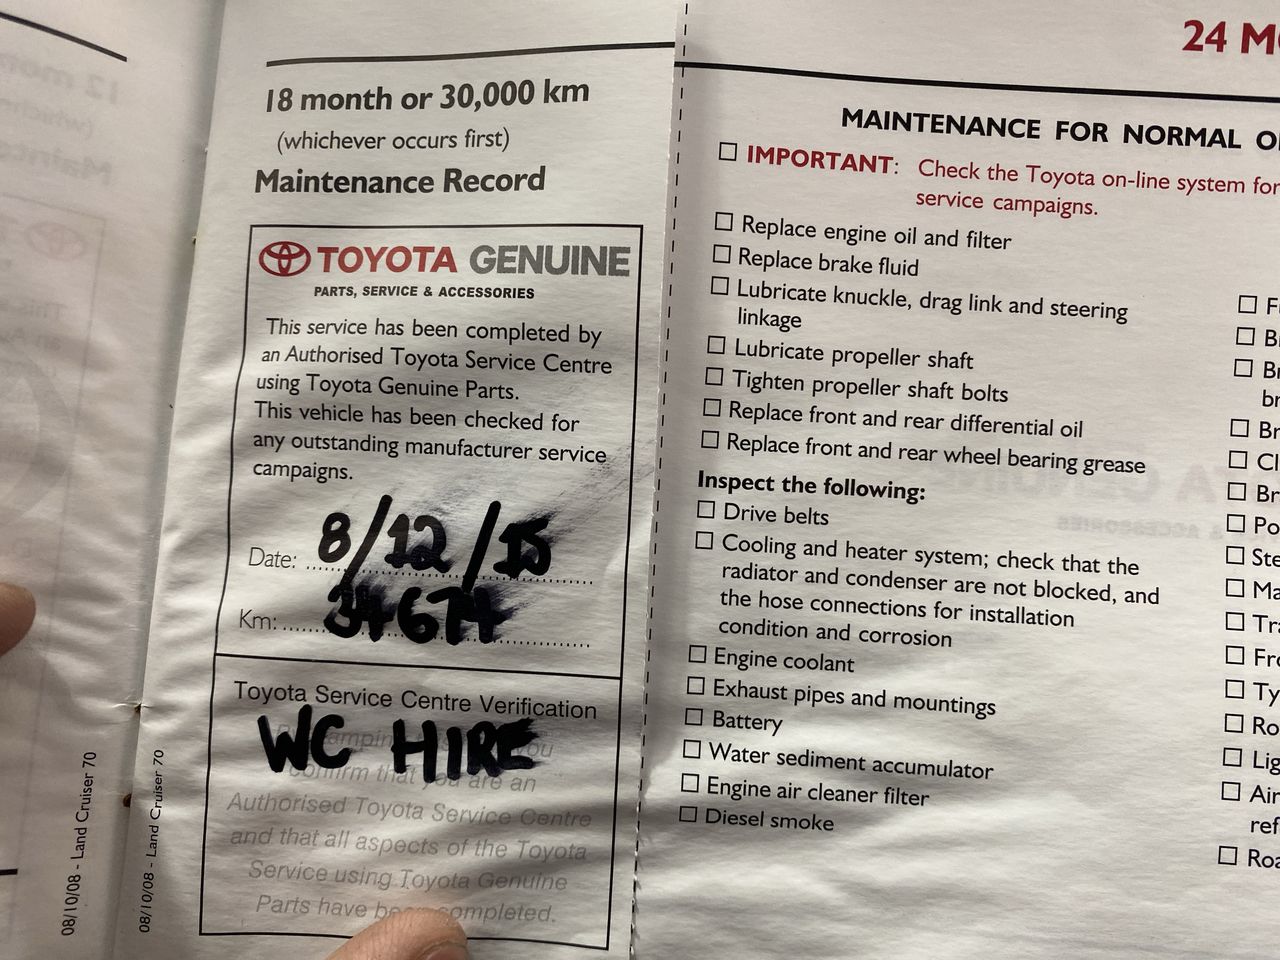 18 month or 30,000 km
(whichever occurs first)
Maintenance Record
TOYOTA GENUINE
PARTS, SERVICE & ACCESSORIES
This service has been completed by
an Authorised Toyota Service Centre
using Toyota Genuine Parts.
This vehicle has been checked for
any outstanding manufacturer service
campaigns.
Date: 8/12/15
Km: 34674
Toyota Service Centre Verification
WC HIRE
confirm that you are an
Authorised Toyota Service Centre
and that all aspects of the Toyota
Service using Toyota Genuine
Parts have been completed.
08/10/08 - Land Cruiser 70
08/10/08 - Land Cruiser 70
24 M
MAINTENANCE FOR NORMAL
IMPORTANT: Check the Toyota on-line system for
service campaigns.
Replace engine oil and filter
Replace brake fluid
Lubricate knuckle, drag link and steering
linkage
Lubricate propeller shaft
Tighten propeller shaft bolts
Replace front and rear differential oil
Replace front and rear wheel bearing grease
Inspect the following:
Drive belts
Cooling and heater system; check that the
radiator and condenser are not blocked, and
the hose connections for installation
condition and corrosion
Engine coolant
Exhaust pipes and mountings
Battery
Water sediment accumulator
Engine air cleaner filter
Diesel smoke